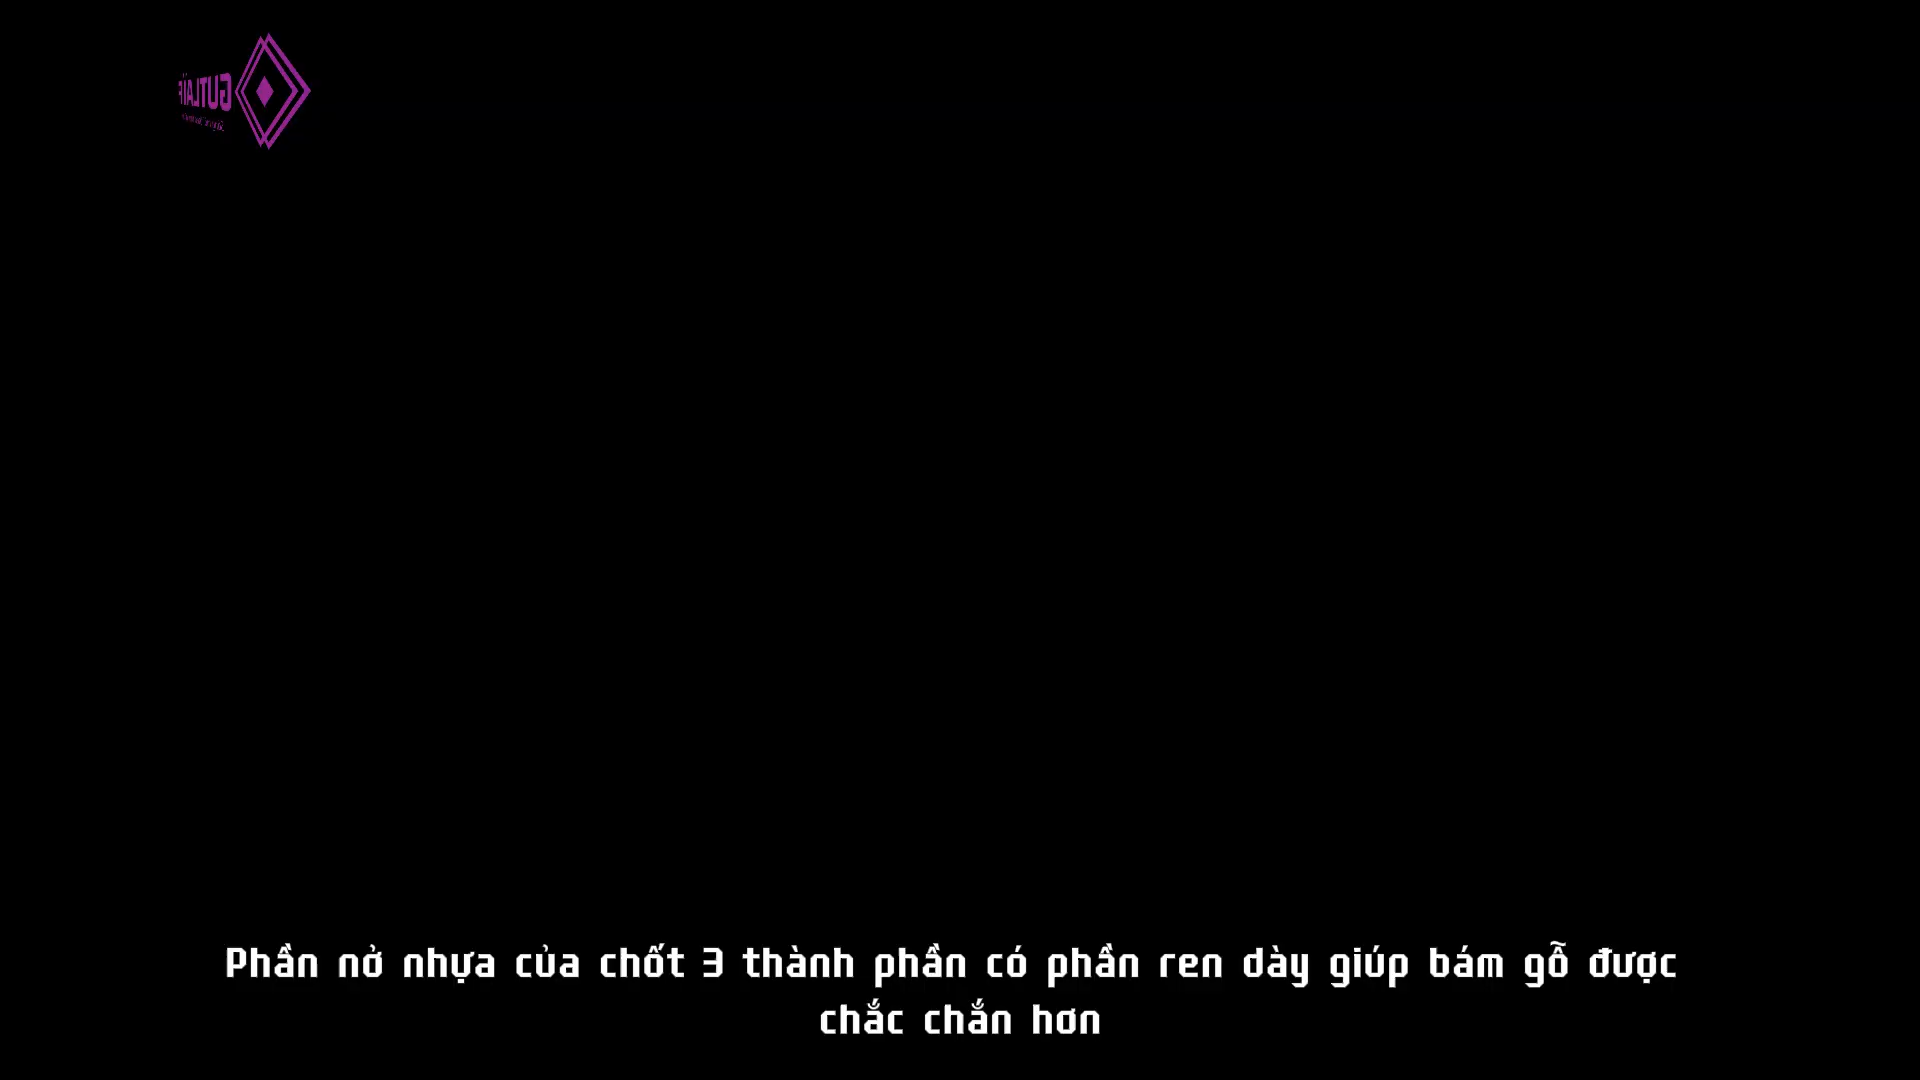 GUTLAIF
Phần nở nhựa của chốt 3 thành phần có phần ren dày giúp bám gỗ được
chắc chắn hơn